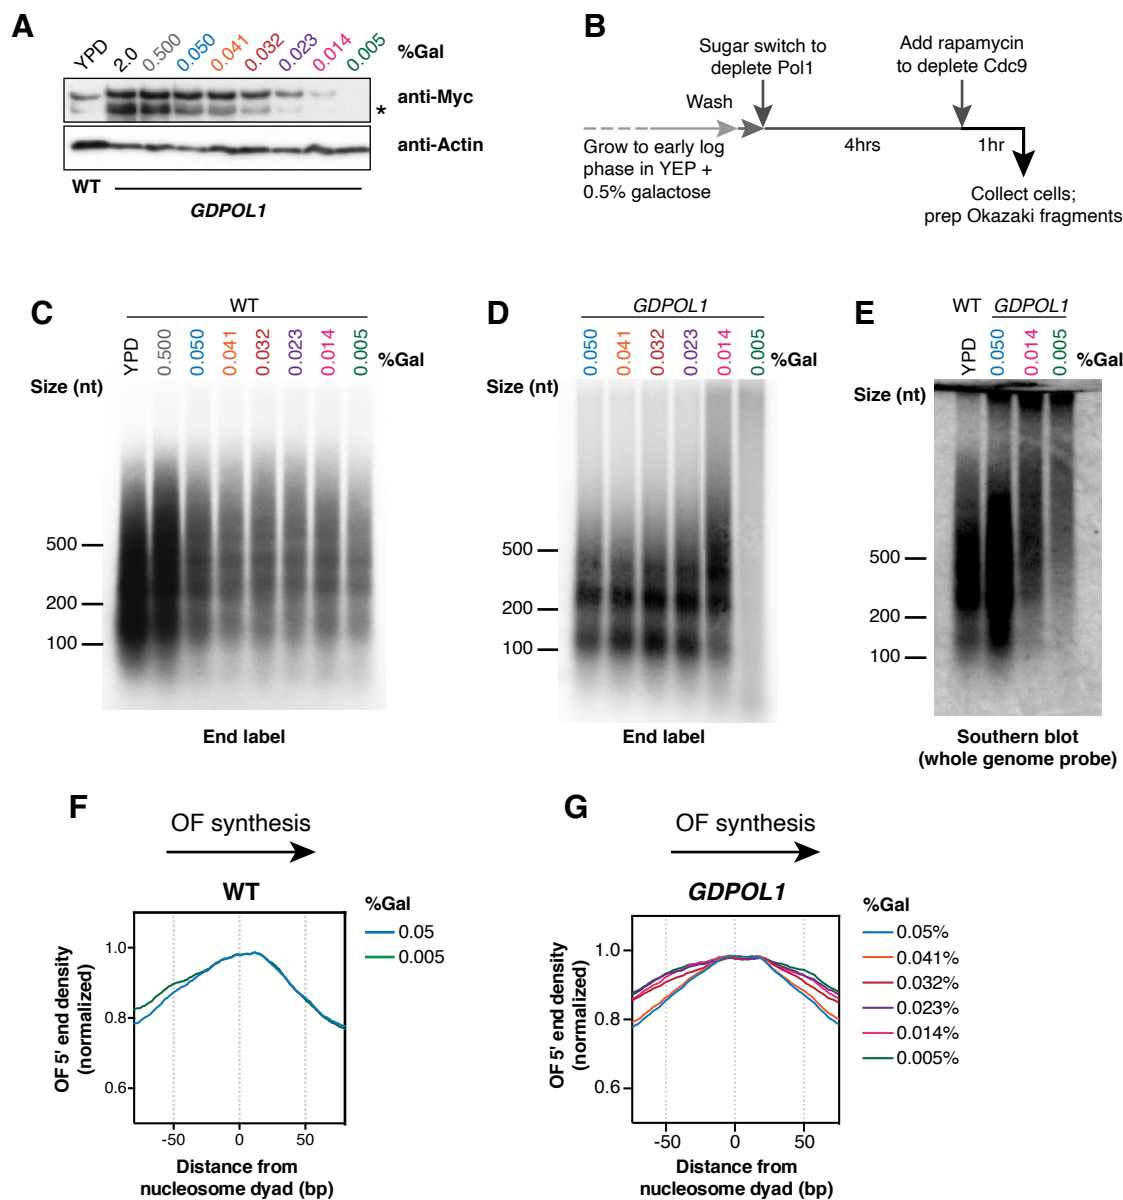 A
YPD 2.0 0.500 0.050 0.041 0.032 0.023 0.014 0.005 %Gal
anti-Myc
*
anti-Actin
WT
GDPOL1
B
Sugar switch to
deplete Pol1
Add rapamycin
to deplete Cdc9
Wash
Grow to early log
phase in YEP +
0.5% galactose
4hrs
1hr
Collect cells;
prep Okazaki fragments
C
WT
YPD 0.500 0.050 0.041 0.032 0.023 0.014 0.005 %Gal
Size (nt)
500
200
100
End label
D
GDPOL1
0.050 0.041 0.032 0.023 0.014 0.005 %Gal
Size (nt)
500
200
100
End label
E
WT GDPOL1
YPD 0.050 0.014 0.005 %Gal
Size (nt)
500
200
100
Southern blot
(whole genome probe)
F
OF synthesis
WT
OF 5' end density
(normalized)
1.0
0.8
0.6
-50 0 50
Distance from
nucleosome dyad (bp)
%Gal
0.05
0.005
G
OF synthesis
GDPOL1
OF 5' end density
(normalized)
1.0
0.8
0.6
-50 0 50
Distance from
nucleosome dyad (bp)
%Gal
0.05%
0.041%
0.032%
0.023%
0.014%
0.005%